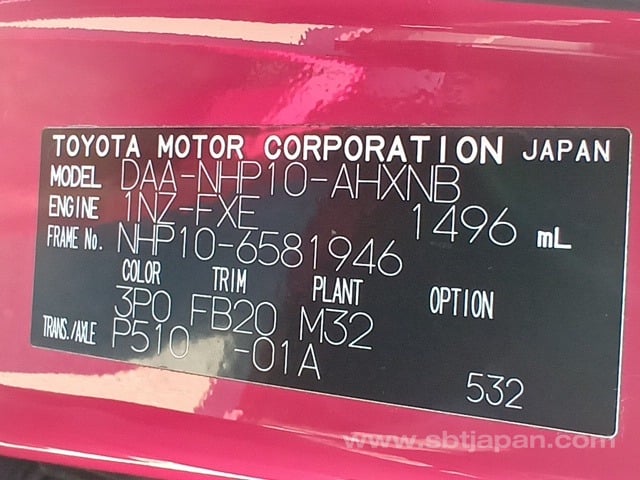 TOYOTA MOTOR CORPORATION JAPAN
MODEL DAA-NHP10-AHXNB
ENGINE 1NZ-FXE 1496 mL
FRAME No. NHP10-6581946
COLOR TRIM PLANT OPTION
3P0 FB20 M32
TRANS./AXLE P510 -01A
532
www.sbtjapan.com